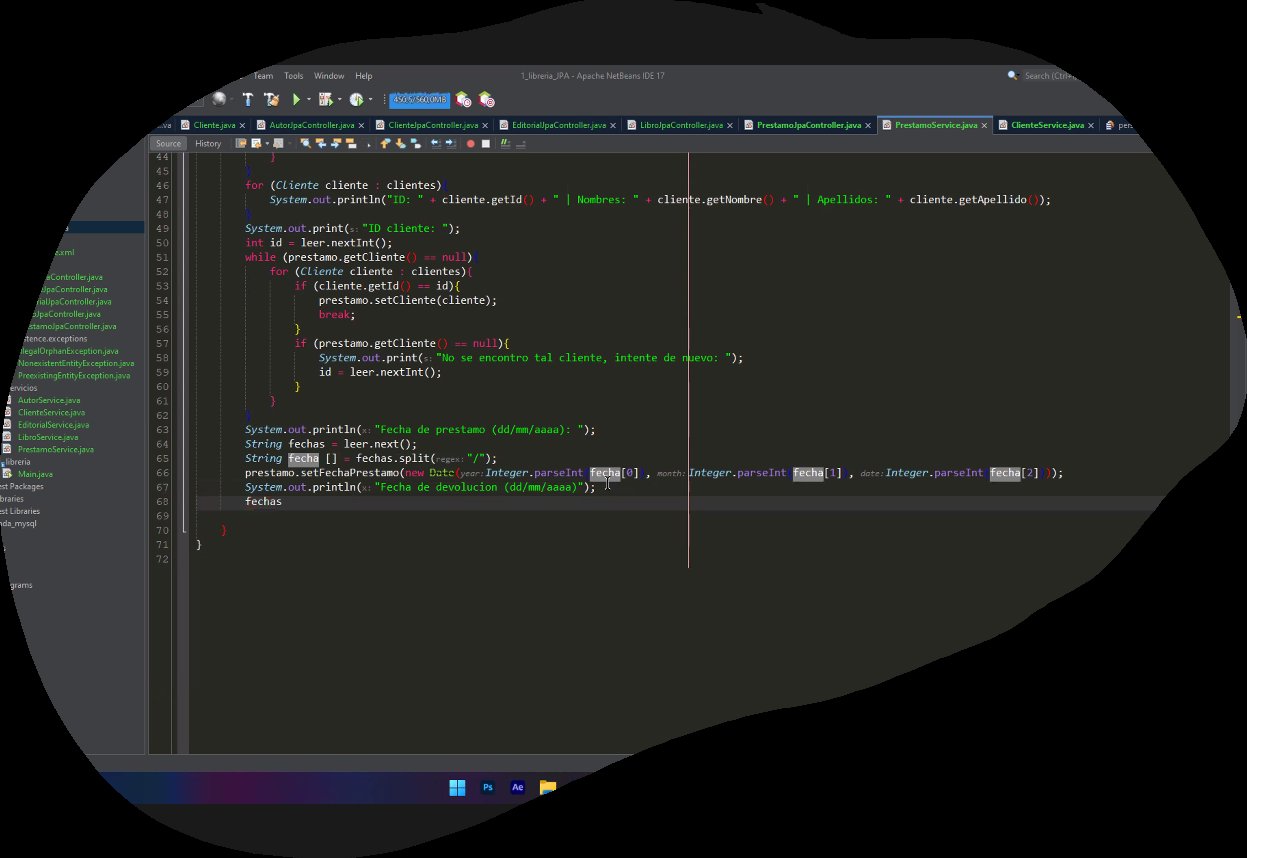 Team Tools Window Help 1_libreria_JPA - Apache NetBeans IDE 17 Search (Ctrl+
450,5/560,0MB
Cliente.java AutorJpaController.java ClienteJpaController.java EditorialJpaController.java LibroJpaController.java PrestamoJpaController.java PrestamoService.java ClienteService.java
Source History
44 }
45
46 for (Cliente cliente : clientes)
47 System.out.println("ID: " + cliente.getId() + " | Nombres: " + cliente.getNombre() + " | Apellidos: " + cliente.getApellido());
48 }
49 System.out.print(s: "ID cliente: ");
50 int id = leer.nextInt();
51 while (prestamo.getCliente() == null)
52 for (Cliente cliente : clientes){
53 if (cliente.getId() == id){
54 prestamo.setCliente(cliente);
55 break;
56 }
57 if (prestamo.getCliente() == null){
58 System.out.print(s: "No se encontro tal cliente, intente de nuevo: ");
59 id = leer.nextInt();
60 }
61 }
62 }
63 System.out.println(x: "Fecha de prestamo (dd/mm/aaaa): ");
64 String fechas = leer.next();
65 String fecha [] = fechas.split(regex: "/");
66 prestamo.setFechaPrestamo(new Date(year: Integer.parseInt(fecha[0]), month: Integer.parseInt(fecha[1]), date: Integer.parseInt(fecha[2])));
67 System.out.println(x: "Fecha de devolucion (dd/mm/aaaa)");
68 fechas
69
70 }
71 }
72
e.xml
aController.java
JpaController.java
rialJpaController.java
JpaController.java
stamoJpaController.java
stence.exceptions
llegalOrphanException.java
NonexistentEntityException.java
PreexistingEntityException.java
ervicios
AutorService.java
ClienteService.java
EditorialService.java
LibroService.java
PrestamoService.java
libreria
Main.java
est Packages
braries
est Libraries
nda_mysql
grams
Ps Ae